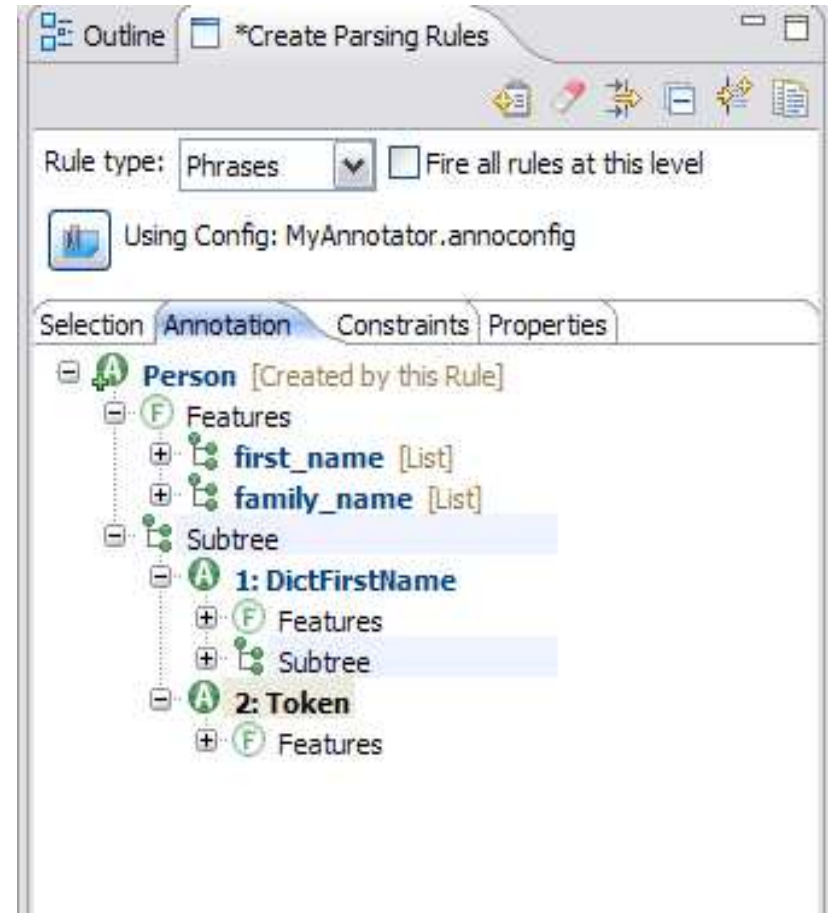 Outline *Create Parsing Rules
Rule type: Phrases Fire all rules at this level
Using Config: MyAnnotator.annoconfig
Selection Annotation Constraints Properties
A Person [Created by this Rule]
F Features
first_name [List]
family_name [List]
Subtree
A 1: DictFirstName
F Features
Subtree
A 2: Token
F Features